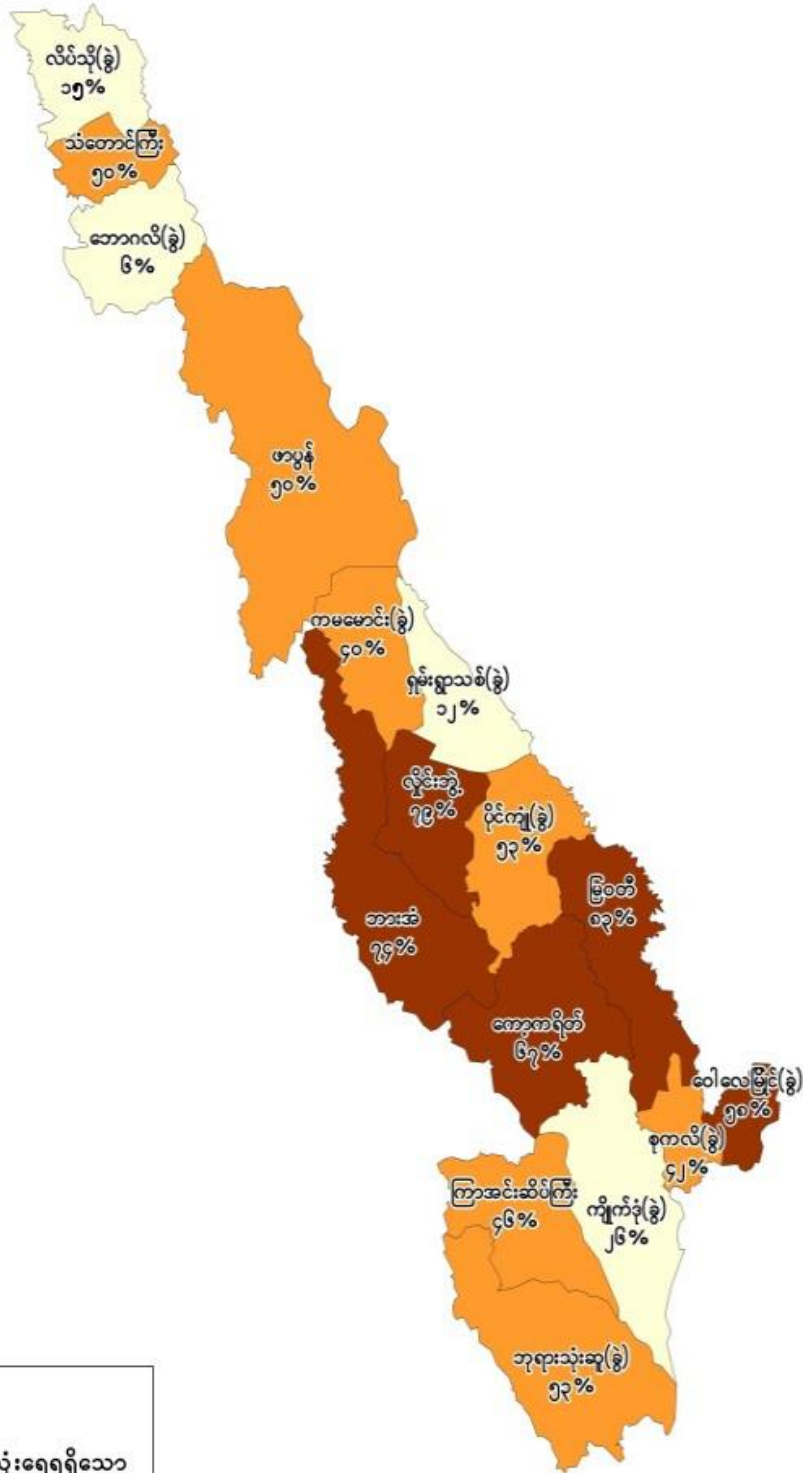 လိပ်သို(ခွဲ)
၁၅%
သံတောင်ကြီး
၅၀%
ဘောဂလိ(ခွဲ)
၆%
ဖာပွန်
၅၀%
ကမမောင်း(ခွဲ)
၄၀%
ရှမ်းရွာသစ်(ခွဲ)
၁၂%
လှိုင်းဘွဲ့
၇၉%
ပိုင်ကျုံ(ခွဲ)
၅၃%
မြဝတီ
၈၃%
ဘားအံ
၇၄%
ကော့ကရိတ်
၆၇%
ဝေါလေမြိုင်(ခွဲ)
၅၈%
စုကလိ(ခွဲ)
၄၂%
ကြာအင်းဆိပ်ကြီး
၄၆%
ကျိုက်ဒုံ(ခွဲ)
၂၆%
ဘုရားသုံးဆူ(ခွဲ)
၅၃%
သုံးရေရရှိသော